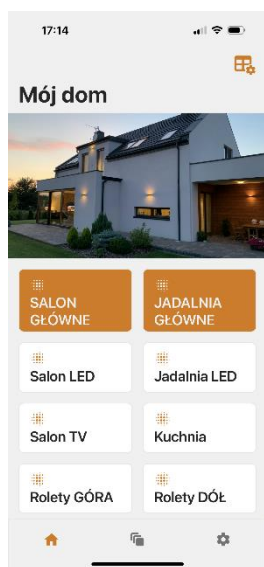 17:14
Mój dom
SALON
GŁÓWNE
JADALNIA
GŁÓWNE
Salon LED
Jadalnia LED
Salon TV
Kuchnia
Rolety GÓRA
Rolety DÓŁ